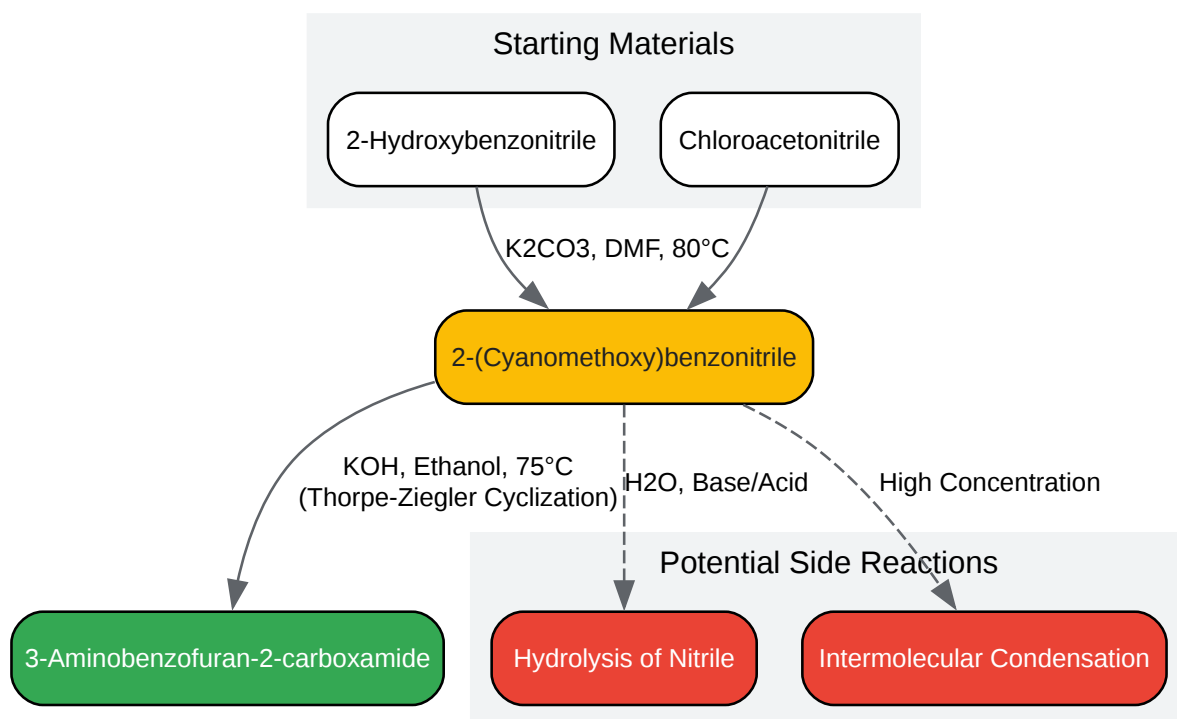 Starting Materials
2-Hydroxybenzonitrile
Chloroacetonitrile
K2CO3, DMF, 80°C
2-(Cyanomethoxy)benzonitrile
KOH, Ethanol, 75°C
(Thorpe-Ziegler Cyclization)
H2O, Base/Acid
High Concentration
Potential Side Reactions
3-Aminobenzofuran-2-carboxamide
Hydrolysis of Nitrile
Intermolecular Condensation